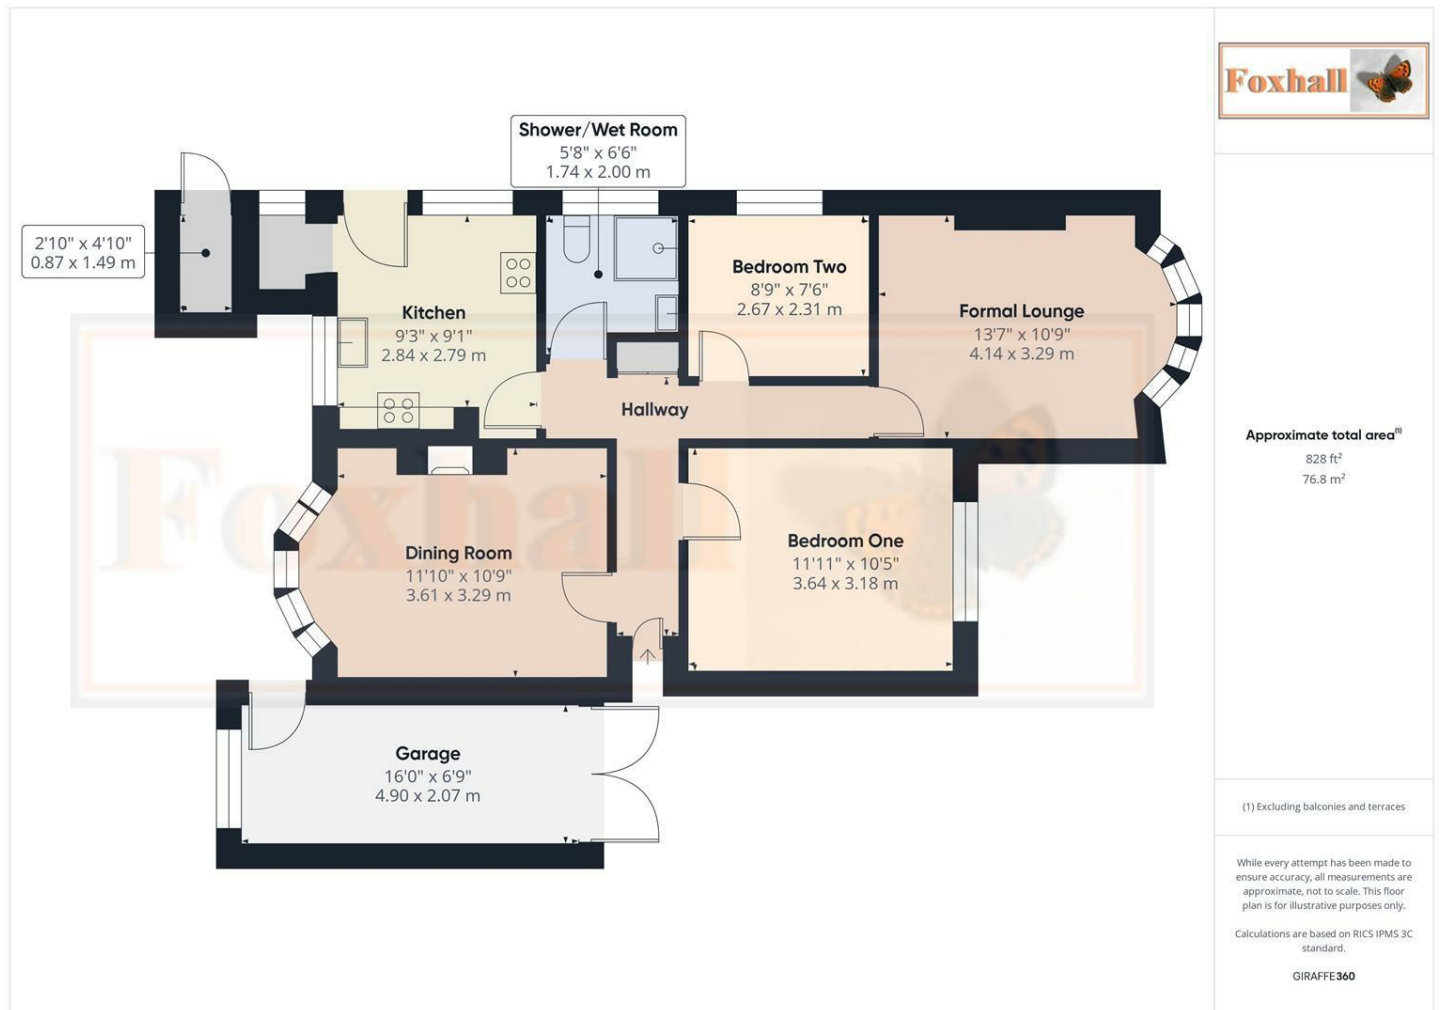 Foxhall
Shower/Wet Room
5'8" x 6'6"
1.74 x 2.00 m
2'10" x 4'10"
0.87 x 1.49 m
Kitchen
9'3" x 9'1"
2.84 x 2.79 m
Bedroom Two
8'9" x 7'6"
2.67 x 2.31 m
Formal Lounge
13'7" x 10'9"
4.14 x 3.29 m
Hallway
Foxhall
Dining Room
11'10" x 10'9"
3.61 x 3.29 m
Bedroom One
11'11" x 10'5"
3.64 x 3.18 m
Garage
16'0" x 6'9"
4.90 x 2.07 m
Approximate total area(1)
828 ft²
76.8 m²
(1) Excluding balconies and terraces
While every attempt has been made to
ensure accuracy, all measurements are
approximate, not to scale. This floor
plan is for illustrative purposes only.
Calculations are based on RICS IPMS 3C
standard.
GIRAFFE360